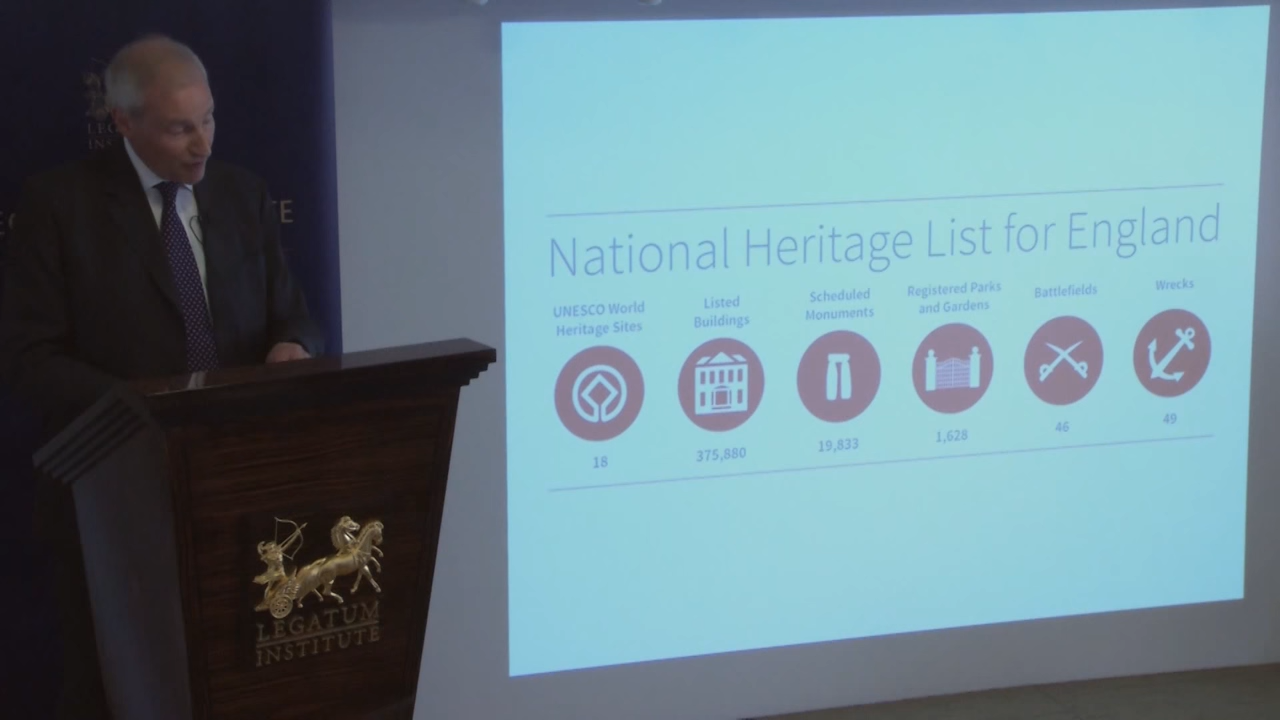 National Heritage List for England
UNESCO World
Heritage Sites
Listed
Buildings
Scheduled
Monuments
Registered Parks
and Gardens
Battlefields
Wrecks
18
375,880
19,833
1,628
46
49
LEGATUM
INSTITUTE